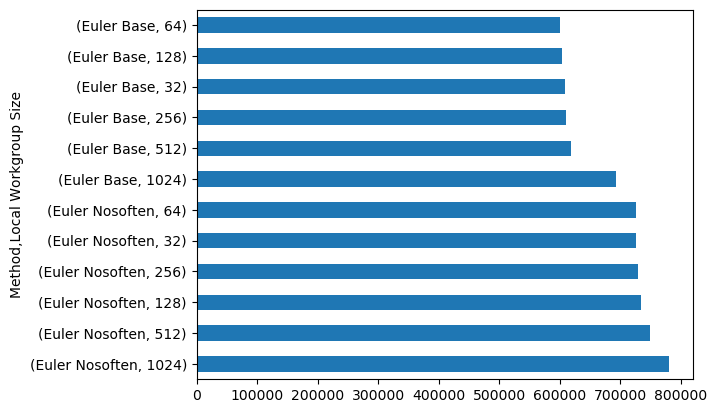 Method,Local Workgroup Size
(Euler Base, 64)
(Euler Base, 128)
(Euler Base, 32)
(Euler Base, 256)
(Euler Base, 512)
(Euler Base, 1024)
(Euler Nosoften, 64)
(Euler Nosoften, 32)
(Euler Nosoften, 256)
(Euler Nosoften, 128)
(Euler Nosoften, 512)
(Euler Nosoften, 1024)
0 100000 200000 300000 400000 500000 600000 700000 800000